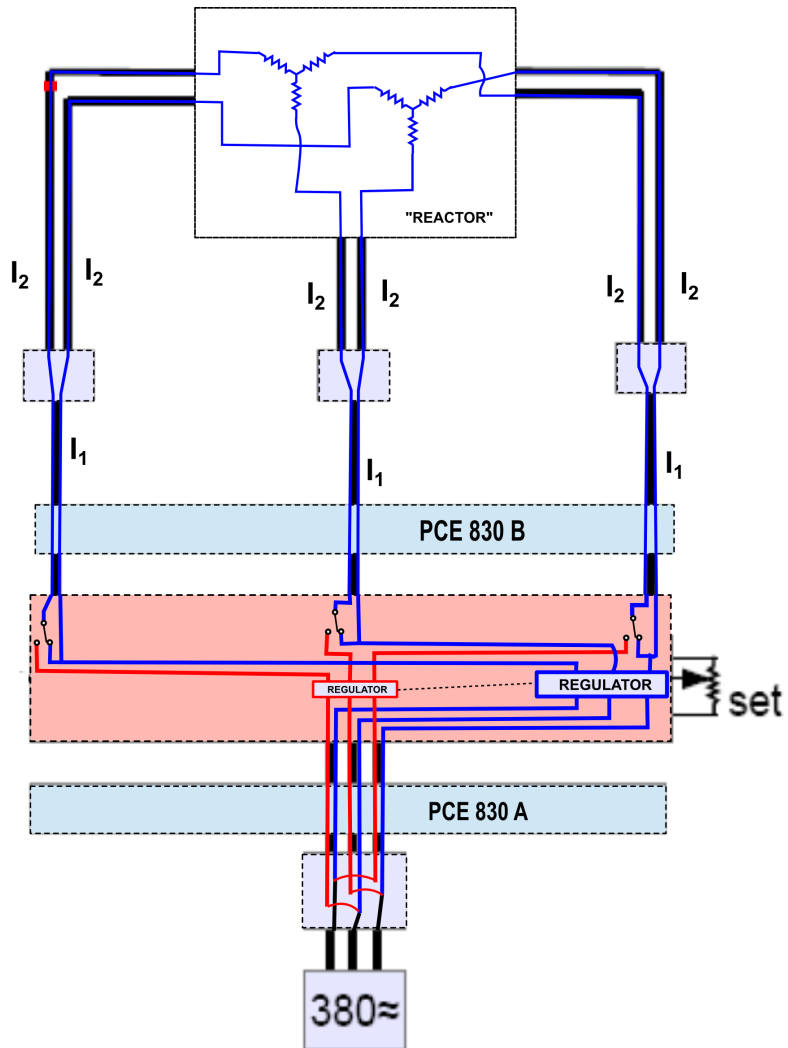 "REACTOR"
I₂
I₂
I₂
I₂
I₂
I₂
I₁
I₁
I₁
PCE 830 B
REGULATOR
REGULATOR
set
PCE 830 A
380≈